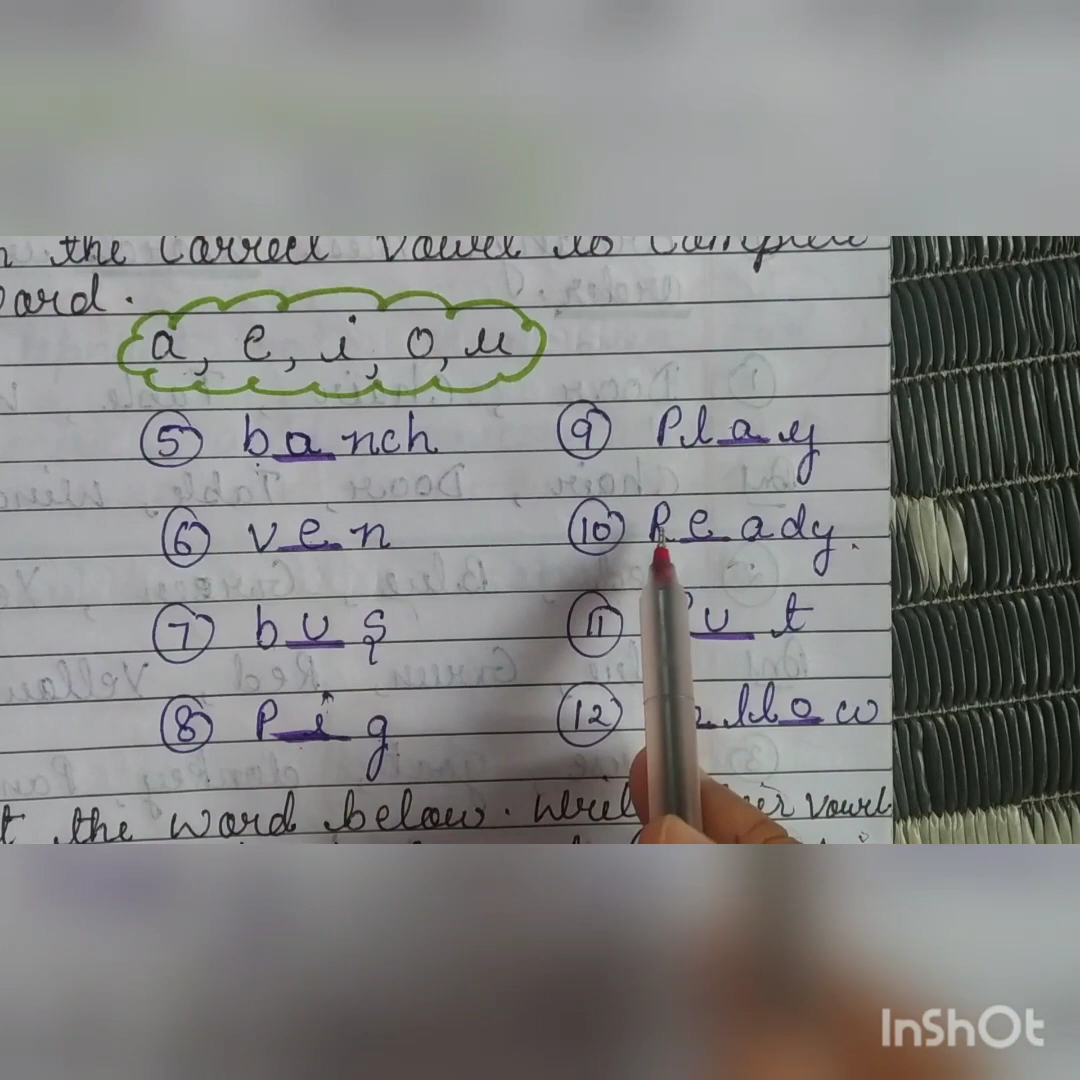 the Correct Vowel to Complete
a, e, i, o, u
5 banch 9 Play
6 ven 10 Ready.
7 bus 11 ut
8 Pig 12 llow
the word below. vowel
InShOt